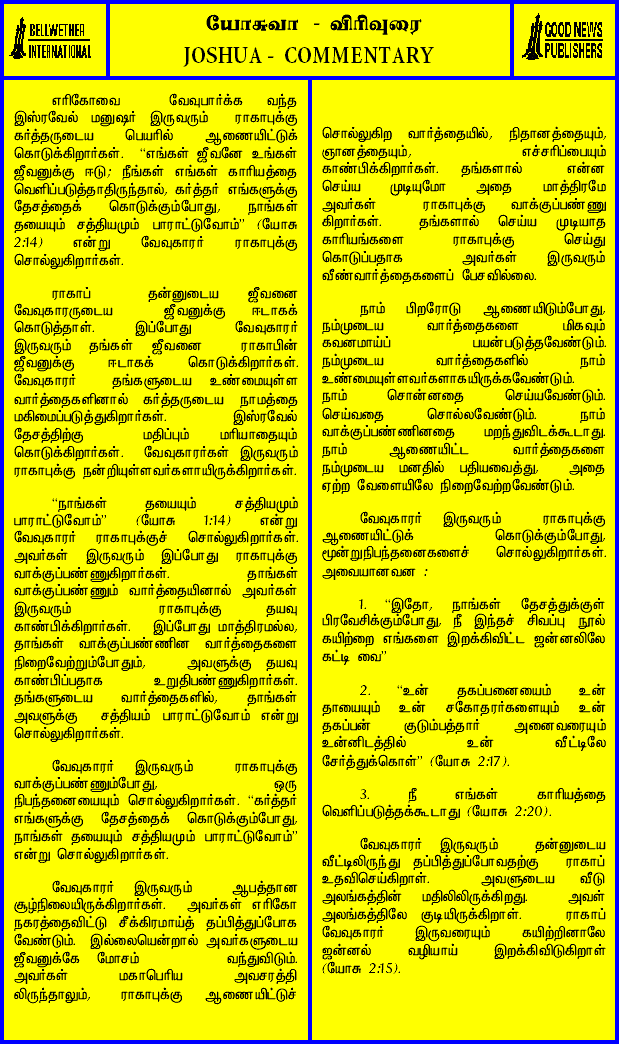 BELLWETHER
INTERNATIONAL
யோசுவா - விரிவுரை
JOSHUA - COMMENTARY
GOOD NEWS
PUBLISHERS
எரிகோவை வேவுபார்க்க வந்த
இஸ்ரவேல் மனுஷர் இருவரும் ராகாபுக்கு
கர்த்தருடைய பெயரில் ஆணையிட்டுக்
கொடுக்கிறார்கள். “எங்கள் ஜீவனே உங்கள்
ஜீவனுக்கு ஈடு; நீங்கள் எங்கள் காரியத்தை
வெளிப்படுத்தாதிருந்தால், கர்த்தர் எங்களுக்கு
தேசத்தைக் கொடுக்கும்போது, நாங்கள்
தயையும் சத்தியமும் பாராட்டுவோம்” (யோசு
2:14) என்று வேவுகாரர் ராகாபுக்கு
சொல்லுகிறார்கள்.
ராகாப் தன்னுடைய ஜீவனை
வேவுகாரருடைய ஜீவனுக்கு ஈடாகக்
கொடுத்தாள். இப்போது வேவுகாரர்
இருவரும் தங்கள் ஜீவனை ராகாபின்
ஜீவனுக்கு ஈடாகக் கொடுக்கிறார்கள்.
வேவுகாரர் தங்களுடைய உண்மையுள்ள
வார்த்தைகளினால் கர்த்தருடைய நாமத்தை
மகிமைப்படுத்துகிறார்கள். இஸ்ரவேல்
தேசத்திற்கு மதிப்பும் மரியாதையும்
கொடுக்கிறார்கள். வேவுகாரர்கள் இருவரும்
ராகாபுக்கு நன்றியுள்ளவர்களாயிருக்கிறார்கள்.
“நாங்கள் தயையும் சத்தியமும்
பாராட்டுவோம்” (யோசு 1:14) என்று
வேவுகாரர் ராகாபுக்குச் சொல்லுகிறார்கள்.
அவர்கள் இருவரும் இப்போது ராகாபுக்கு
வாக்குப்பண்ணுகிறார்கள். தாங்கள்
வாக்குப்பண்ணும் வார்த்தையினால் அவர்கள்
இருவரும் ராகாபுக்கு தயவு
காண்பிக்கிறார்கள். இப்போது மாத்திரமல்ல,
தாங்கள் வாக்குப்பண்ணின வார்த்தைகளை
நிறைவேற்றும்போதும், அவளுக்கு தயவு
காண்பிப்பதாக உறுதிபண்ணுகிறார்கள்.
தங்களுடைய வார்த்தைகளில், தாங்கள்
அவளுக்கு சத்தியம் பாராட்டுவோம் என்று
சொல்லுகிறார்கள்.
வேவுகாரர் இருவரும் ராகாபுக்கு
வாக்குப்பண்ணும்போது, ஒரு
நிபந்தனையையும் சொல்லுகிறார்கள். “கர்த்தர்
எங்களுக்கு தேசத்தைக் கொடுக்கும்போது,
நாங்கள் தயையும் சத்தியமும் பாராட்டுவோம்”
என்று சொல்லுகிறார்கள்.
வேவுகாரர் இருவரும் ஆபத்தான
சூழ்நிலையிருக்கிறார்கள். அவர்கள் எரிகோ
நகரத்தைவிட்டு சீக்கிரமாய்த் தப்பித்துப்போக
வேண்டும். இல்லையென்றால் அவர்களுடைய
ஜீவனுக்கே மோசம் வந்துவிடும்.
அவர்கள் மகாபெரிய அவசரத்தி
லிருந்தாலும், ராகாபுக்கு ஆணையிட்டுச்
சொல்லுகிற வார்த்தையில், நிதானத்தையும்,
ஞானத்தையும், எச்சரிப்பையும்
காண்பிக்கிறார்கள். தங்களால் என்ன
செய்ய முடியுமோ அதை மாத்திரமே
அவர்கள் ராகாபுக்கு வாக்குப்பண்ணு
கிறார்கள். தங்களால் செய்ய முடியாத
காரியங்களை ராகாபுக்கு செய்து
கொடுப்பதாக அவர்கள் இருவரும்
வீண்வார்த்தைகளைப் பேசவில்லை.
நாம் பிறரோடு ஆணையிடும்போது,
நம்முடைய வார்த்தைகளை மிகவும்
கவனமாய்ப் பயன்படுத்தவேண்டும்.
நம்முடைய வார்த்தைகளில் நாம்
உண்மையுள்ளவர்களாகயிருக்கவேண்டும்.
நாம் சொன்னதை செய்யவேண்டும்.
செய்வதை சொல்லவேண்டும். நாம்
வாக்குப்பண்ணினதை மறந்துவிடக்கூடாது.
நாம் ஆணையிட்ட வார்த்தைகளை
நம்முடைய மனதில் பதியவைத்து, அதை
ஏற்ற வேளையிலே நிறைவேற்றவேண்டும்.
வேவுகாரர் இருவரும் ராகாபுக்கு
ஆணையிட்டுக் கொடுக்கும்போது,
மூன்றுநிபந்தனைகளைச் சொல்லுகிறார்கள்.
அவையானவன :
1. “இதோ, நாங்கள் தேசத்துக்குள்
பிரவேசிக்கும்போது, நீ இந்தச் சிவப்பு நூல்
கயிற்றை எங்களை இறக்கிவிட்ட ஜன்னலிலே
கட்டி வை”
2. “உன் தகப்பனையைம் உன்
தாயையும் உன் சகோதரர்களையும் உன்
தகப்பன் குடும்பத்தார் அனைவரையும்
உன்னிடத்தில் உன் வீட்டிலே
சேர்த்துக்கொள்” (யோசு 2:17).
3. நீ எங்கள் காரியத்தை
வெளிப்படுத்தக்கூடாது (யோசு 2:20).
வேவுகாரர் இருவரும் தன்னுடைய
வீட்டிலிருந்து தப்பித்துப்போவதற்கு ராகாப்
உதவிசெய்கிறாள். அவளுடைய வீடு
அலங்கத்தின் மதிலிலிருக்கிறது. அவள்
அலங்கத்திலே குடியிருக்கிறாள். ராகாப்
வேவுகாரர் இருவரையும் கயிற்றினாலே
ஜன்னல் வழியாய் இறக்கிவிடுகிறாள்
(யோசு 2:15).